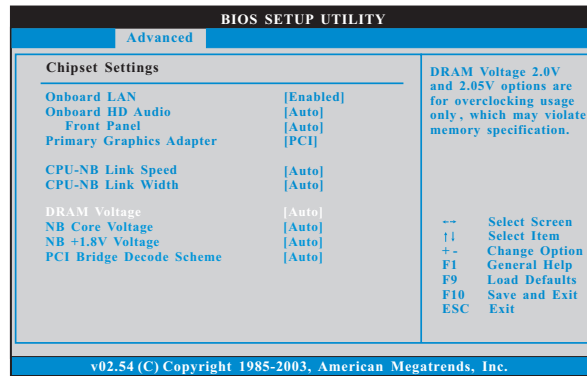 BIOS SETUP UTILITY
Advanced
Chipset Settings
Onboard LAN [Enabled]
Onboard HD Audio [Auto]
Front Panel [Auto]
Primary Graphics Adapter [PCI]
CPU-NB Link Speed [Auto]
CPU-NB Link Width [Auto]
DRAM Voltage [Auto]
NB Core Voltage [Auto]
NB +1.8V Voltage [Auto]
PCI Bridge Decode Scheme [Auto]
DRAM Voltage 2.0V
and 2.05V options are
for overclocking usage
only , which may violate
memory specification.
←→ Select Screen
↑↓ Select Item
+ - Change Option
F1 General Help
F9 Load Defaults
F10 Save and Exit
ESC Exit
v02.54 (C) Copyright 1985-2003, American Megatrends, Inc.